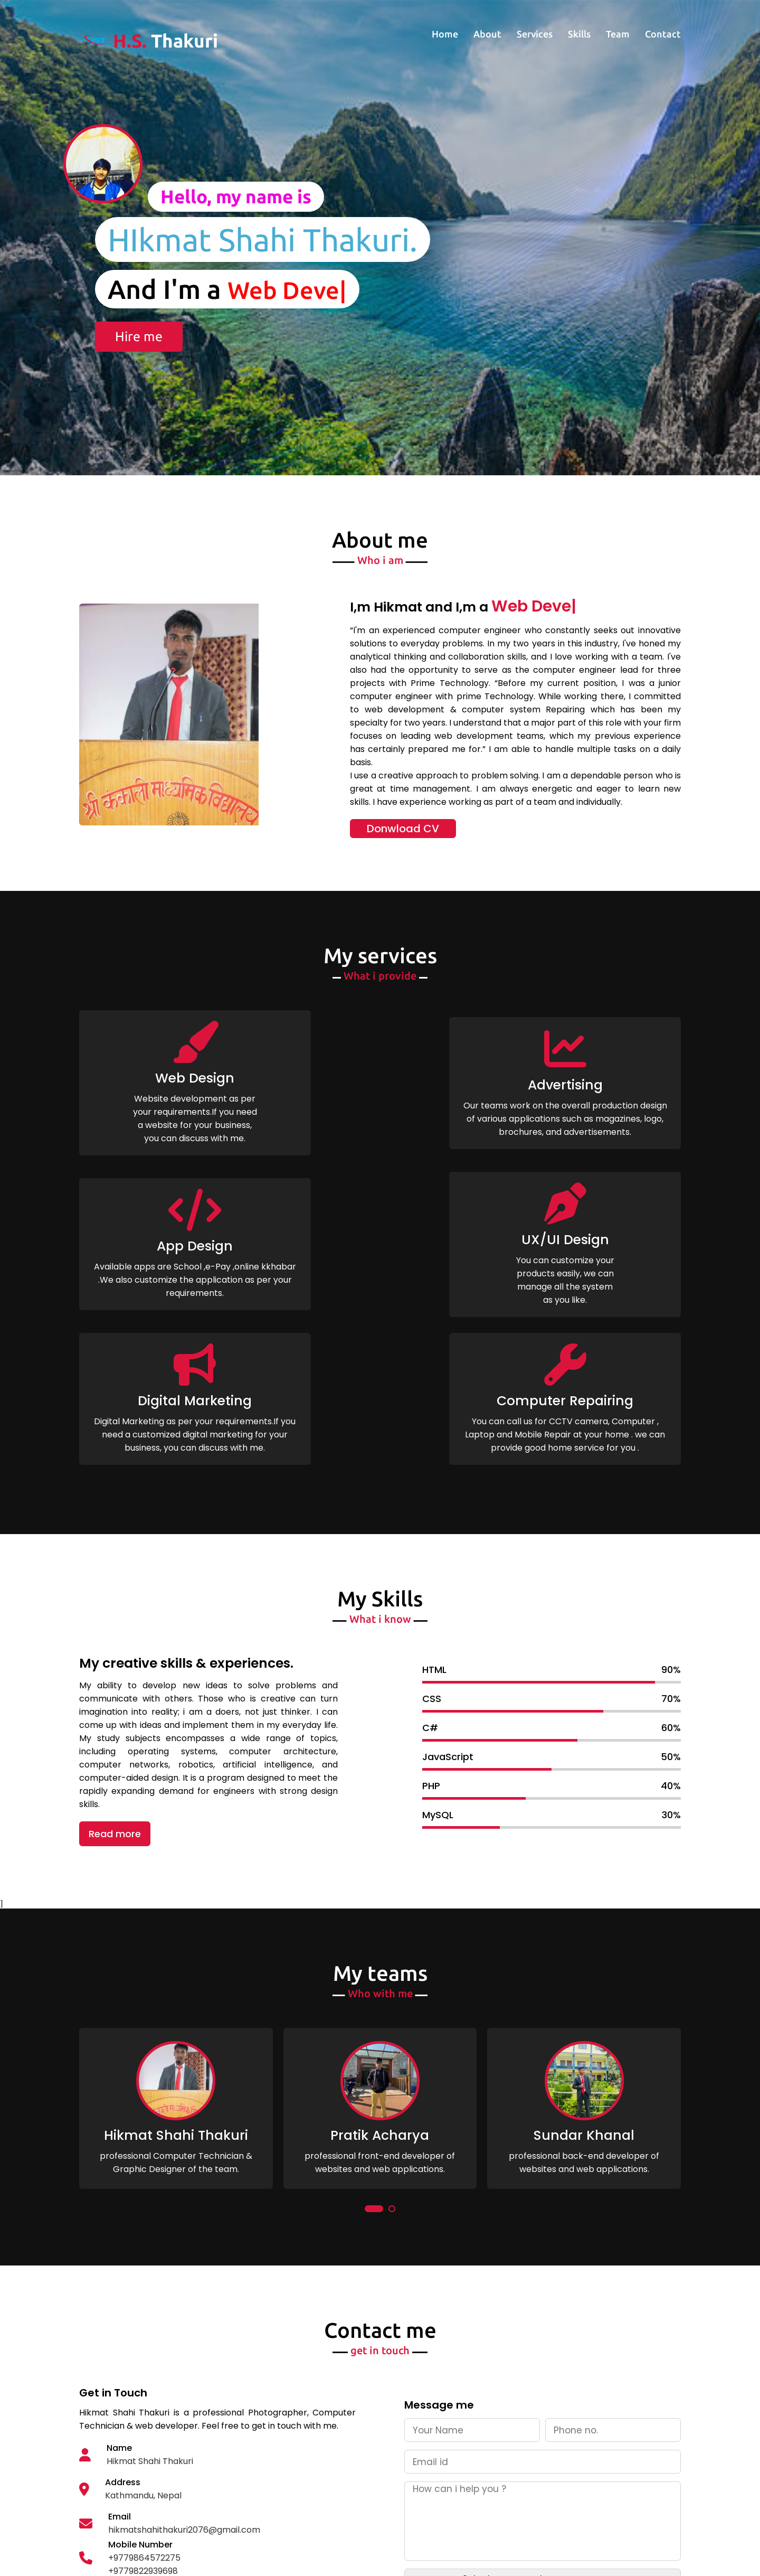 H.S. Thakuri
Home About Services Skills Team Contact
Hello, my name is
HIkmat Shahi Thakuri.
And I'm a Web Deve|
Hire me
About me
Who i am
I,m Hikmat and I,m a Web Deve|
“I'm an experienced computer engineer who constantly seeks out innovative
solutions to everyday problems. In my two years in this industry, I've honed my
analytical thinking and collaboration skills, and I love working with a team. I've
also had the opportunity to serve as the computer engineer lead for three
projects with Prime Technology. “Before my current position, I was a junior
computer engineer with prime Technology. While working there, I committed
to web development & computer system Repairing which has been my
specialty for two years. I understand that a major part of this role with your firm
focuses on leading web development teams, which my previous experience
has certainly prepared me for.” I am able to handle multiple tasks on a daily
basis.
I use a creative approach to problem solving. I am a dependable person who is
great at time management. I am always energetic and eager to learn new
skills. I have experience working as part of a team and individually.
Donwload CV
श्री कंकाली माध्यमिक विद्यालय
My services
What i provide
Web Design
Website development as per
your requirements.If you need
a website for your business,
you can discuss with me.
Advertising
Our teams work on the overall production design
of various applications such as magazines, logo,
brochures, and advertisements.
App Design
Available apps are School ,e-Pay ,online kkhabar
.We also customize the application as per your
requirements.
UX/UI Design
You can customize your
products easily, we can
manage all the system
as you like.
Digital Marketing
Digital Marketing as per your requirements.If you
need a customized digital marketing for your
business, you can discuss with me.
Computer Repairing
You can call us for CCTV camera, Computer ,
Laptop and Mobile Repair at your home . we can
provide good home service for you .
My Skills
What i know
My creative skills & experiences.
My ability to develop new ideas to solve problems and
communicate with others. Those who is creative can turn
imagination into reality; i am a doers, not just thinker. I can
come up with ideas and implement them in my everyday life.
My study subjects encompasses a wide range of topics,
including operating systems, computer architecture,
computer networks, robotics, artificial intelligence, and
computer-aided design. It is a program designed to meet the
rapidly expanding demand for engineers with strong design
skills.
Read more
HTML 90%
CSS 70%
C# 60%
JavaScript 50%
PHP 40%
MySQL 30%
]
My teams
Who with me
Hikmat Shahi Thakuri
professional Computer Technician &
Graphic Designer of the team.
Pratik Acharya
professional front-end developer of
websites and web applications.
Sundar Khanal
professional back-end developer of
websites and web applications.
Contact me
get in touch
Get in Touch
Hikmat Shahi Thakuri is a professional Photographer, Computer
Technician & web developer. Feel free to get in touch with me.
Name
Hikmat Shahi Thakuri
Address
Kathmandu, Nepal
Email
hikmatshahithakuri2076@gmail.com
Mobile Number
+9779864572275
+9779822939698
Message me
Your Name
Phone no.
Email id
How can i help you ?